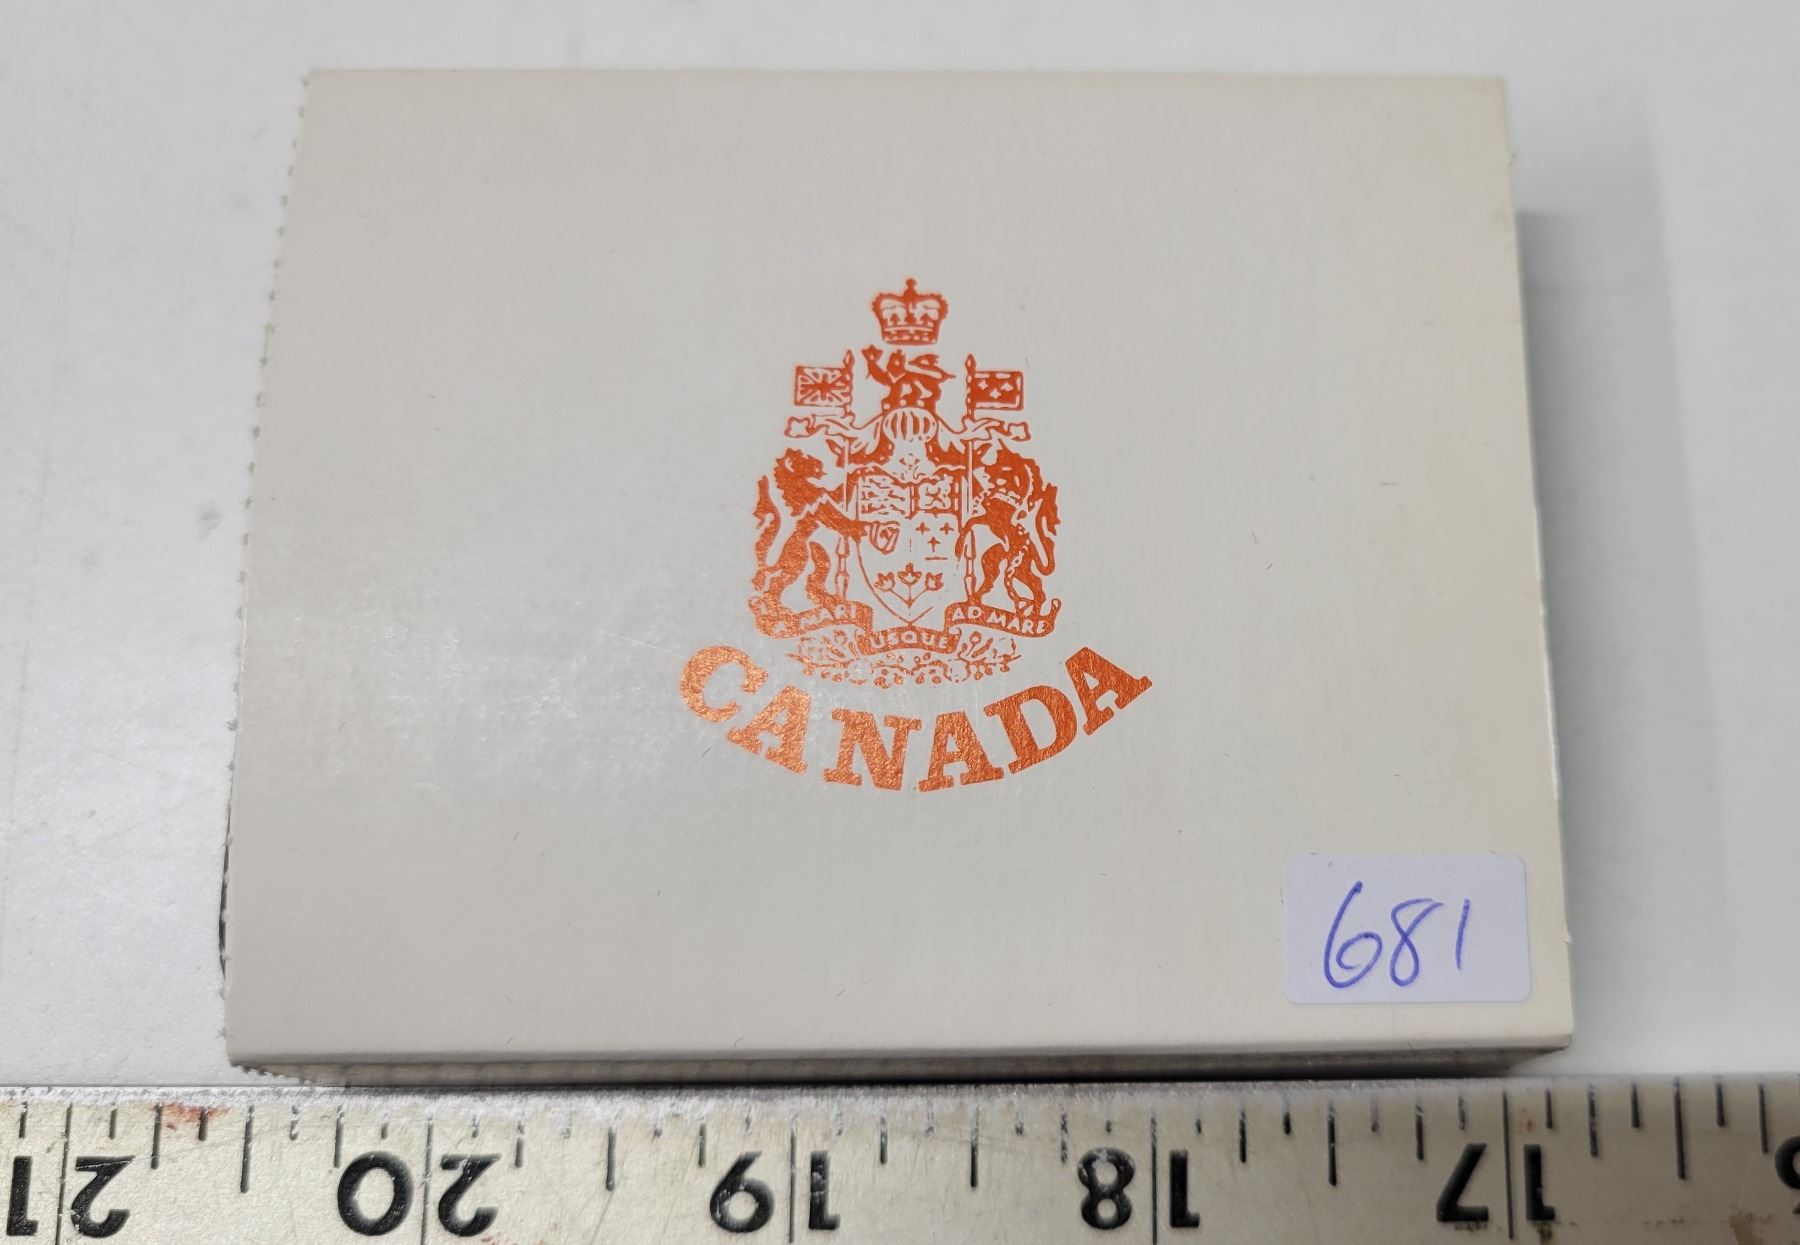 A MARI USQUE AD MARE
CANADA
681
21 20 19 18 17